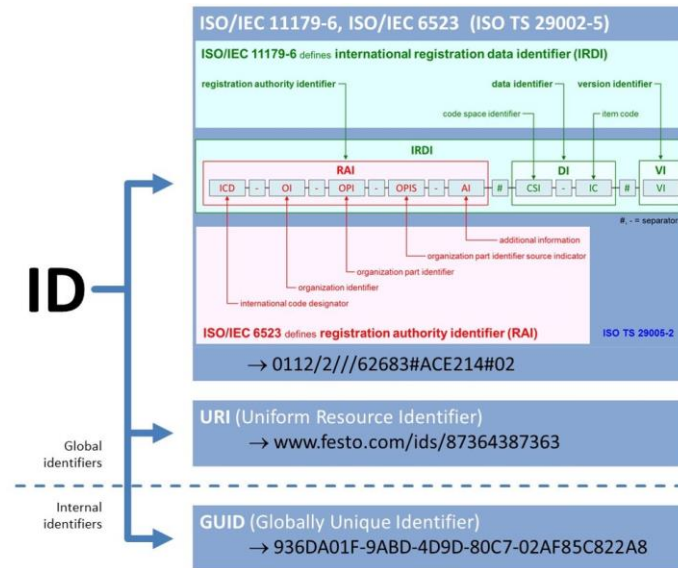 ISO/IEC 11179-6, ISO/IEC 6523 (ISO TS 29002-5)
ISO/IEC 11179-6 defines international registration data identifier (IRDI)
registration authority identifier
data identifier
version identifier
code space identifier
item code
IRDI
RAI
DI
VI
ICD - OI - OPI - OPIS - AI # CSI - IC # VI
#, - = separator
additional information
organization part identifier source indicator
organization part identifier
organization identifier
international code designator
ISO/IEC 6523 defines registration authority identifier (RAI)
ISO TS 29005-2
→ 0112/2///62683#ACE214#02
ID
URI (Uniform Resource Identifier)
→ www.festo.com/ids/87364387363
Global
identifiers
Internal
identifiers
GUID (Globally Unique Identifier)
→ 936DA01F-9ABD-4D9D-80C7-02AF85C822A8